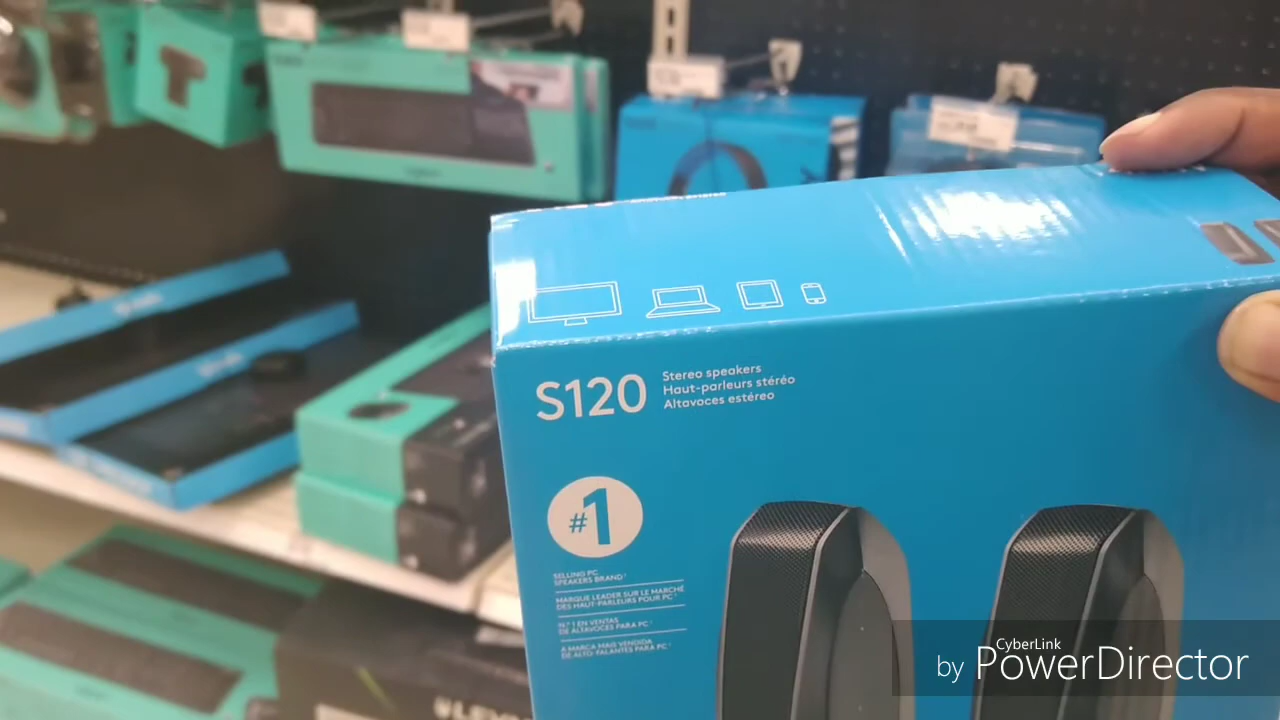 S120
Stereo speakers
Haut-parleurs stéréo
Altavoces estéreo
#1
SELLING PC
SPEAKERS BRAND
MARQUE LEADER SUR LE MARCHÉ
DES HAUT-PARLEURS POUR PC
N.º 1 EN VENTAS
DE ALTAVOCES PARA PC
A MARCA MAIS VENDIDA
DE ALTO-FALANTES PARA PC
CyberLink
by PowerDirector